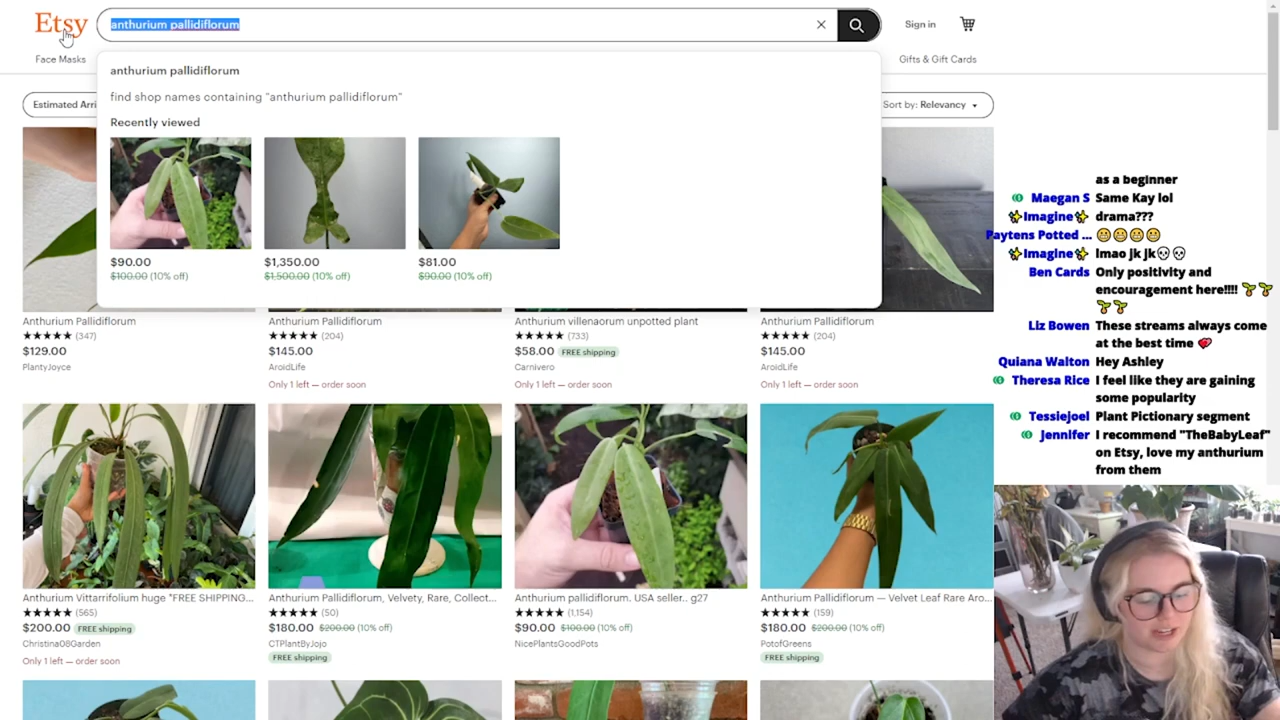 Etsy
anthurium pallidiflorum
Sign in
Face Masks
Gifts & Gift Cards
anthurium pallidiflorum
find shop names containing "anthurium pallidiflorum"
Recently viewed
$90.00
$100.00 (10% off)
$1,350.00
$1,500.00 (10% off)
$81.00
$90.00 (10% off)
Estimated Arri
Sort by: Relevancy
Anthurium Pallidiflorum
★★★★★ (347)
$129.00
PlantyJoyce
Anthurium Pallidiflorum
★★★★★ (204)
$145.00
AroidLife
Only 1 left — order soon
Anthurium villenaorum unpotted plant
★★★★★ (733)
$58.00 FREE shipping
Carnivero
Anthurium Pallidiflorum
★★★★★ (204)
$145.00
AroidLife
Only 1 left — order soon
Anthurium Vittarrifolium huge "FREE SHIPPING...
★★★★★ (565)
$200.00 FREE shipping
Christina08Garden
Only 1 left — order soon
Anthurium Pallidiflorum, Velvety, Rare, Collect...
★★★★★ (50)
$180.00 $200.00 (10% off)
CTPlantByJojo
FREE shipping
Anthurium pallidiflorum. USA seller.. g27
★★★★★ (1,154)
$90.00 $100.00 (10% off)
NicePlantsGoodPots
Anthurium Pallidiflorum — Velvet Leaf Rare Aro...
★★★★★ (159)
$180.00 $200.00 (10% off)
PotofGreens
FREE shipping
as a beginner
Maegan S Same Kay lol
✨Imagine✨ drama???
Paytens Potted ... 😬😬😬😬
✨Imagine✨ lmao jk jk💀💀
Ben Cards Only positivity and
encouragement here!!!! 🌱🌱
🌱🌱
Liz Bowen These streams always come
at the best time 💓
Quiana Walton Hey Ashley
Theresa Rice I feel like they are gaining
some popularity
Tessiejoel Plant Pictionary segment
Jennifer I recommend "TheBabyLeaf"
on Etsy, love my anthurium
from them